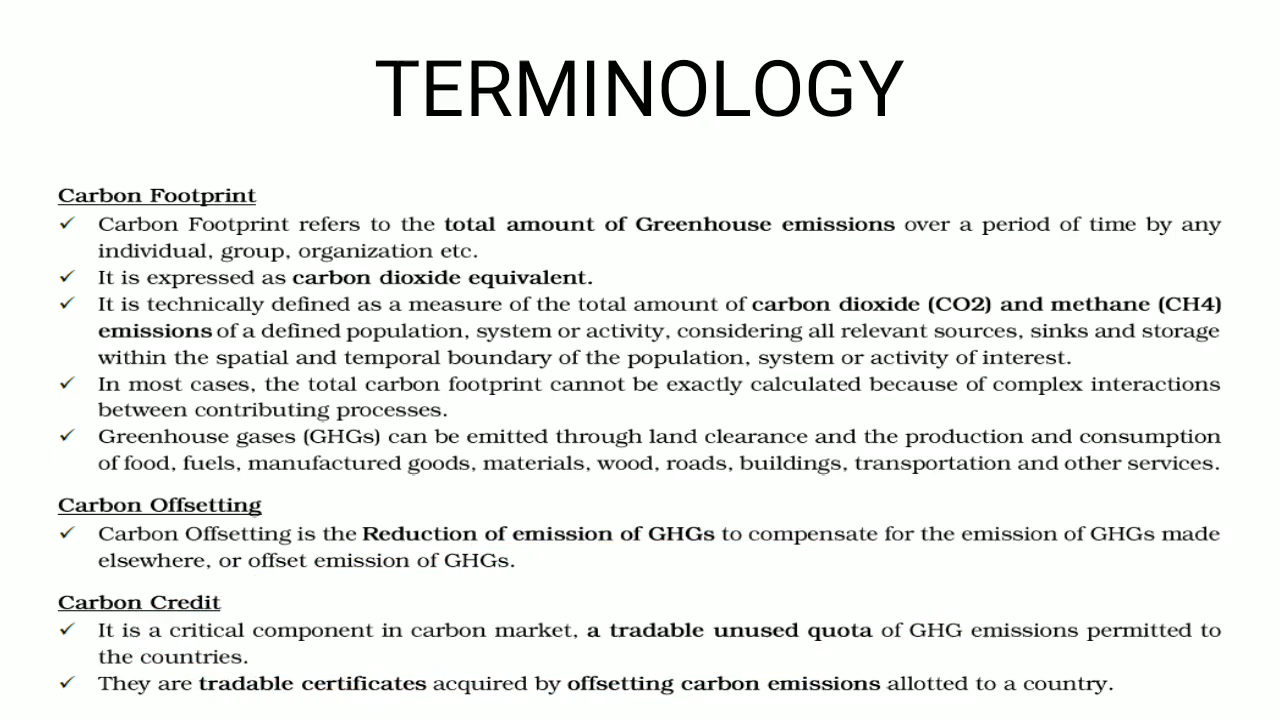 TERMINOLOGY
Carbon Footprint
✓ Carbon Footprint refers to the total amount of Greenhouse emissions over a period of time by any
individual, group, organization etc.
✓ It is expressed as carbon dioxide equivalent.
✓ It is technically defined as a measure of the total amount of carbon dioxide (CO2) and methane (CH4)
emissions of a defined population, system or activity, considering all relevant sources, sinks and storage
within the spatial and temporal boundary of the population, system or activity of interest.
✓ In most cases, the total carbon footprint cannot be exactly calculated because of complex interactions
between contributing processes.
✓ Greenhouse gases (GHGs) can be emitted through land clearance and the production and consumption
of food, fuels, manufactured goods, materials, wood, roads, buildings, transportation and other services.
Carbon Offsetting
✓ Carbon Offsetting is the Reduction of emission of GHGs to compensate for the emission of GHGs made
elsewhere, or offset emission of GHGs.
Carbon Credit
✓ It is a critical component in carbon market, a tradable unused quota of GHG emissions permitted to
the countries.
✓ They are tradable certificates acquired by offsetting carbon emissions allotted to a country.